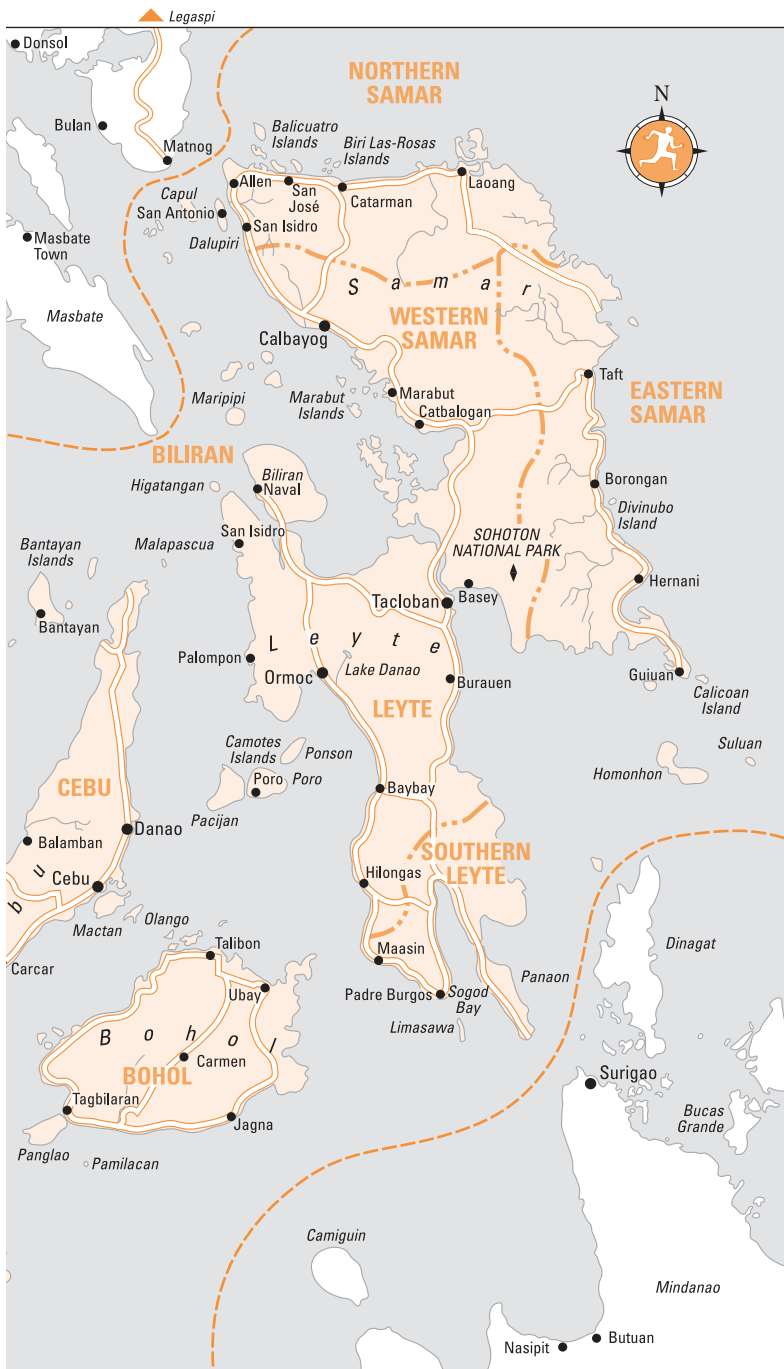 Legaspi
Donsol
NORTHERN
SAMAR
N
Bulan
Balicuatro
Islands
Biri Las-Rosas
Islands
Matnog
Allen
San
José
Catarman
Laoang
Capul
San Antonio
San Isidro
Dalupiri
Masbate
Town
Masbate
Samar
WESTERN
SAMAR
Calbayog
Taft
EASTERN
SAMAR
Maripipi
Marabut
Islands
Marabut
Catbalogan
BILIRAN
Biliran
Naval
Higatangan
Borongan
Divinubo
Island
San Isidro
Malapascua
SOHOTON
NATIONAL PARK
Bantayan
Islands
Hernani
Basey
Tacloban
Bantayan
Leyte
Palompon
Lake Danao
Ormoc
Burauen
Guiuan
Calicoan
Island
LEYTE
Suluan
Camotes
Islands
Ponson
Homonhon
Poro
Poro
CEBU
Pacijan
Baybay
Danao
Balamban
SOUTHERN
LEYTE
Cebu
bu
Hilongas
Mactan
Olango
Talibon
Maasin
Dinagat
Carcar
Ubay
Padre Burgos
Sogod
Bay
Panaon
Limasawa
Bohol
Carmen
BOHOL
Surigao
Tagbilaran
Jagna
Bucas
Grande
Panglao
Pamilacan
Camiguin
Mindanao
Nasipit
Butuan